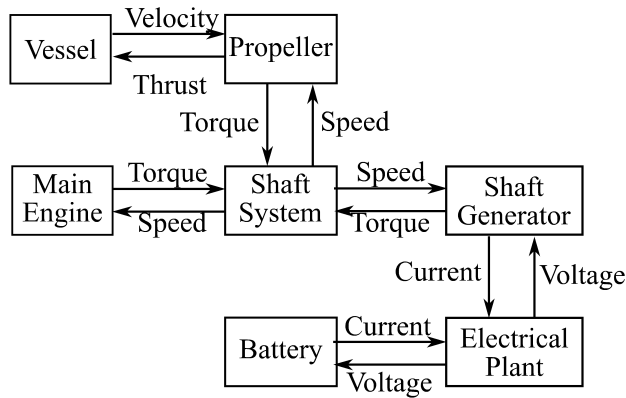 Velocity
Vessel
Propeller
Thrust
Torque
Speed
Main
Engine
Torque
Speed
Shaft
System
Speed
Torque
Shaft
Generator
Current
Voltage
Battery
Current
Voltage
Electrical
Plant